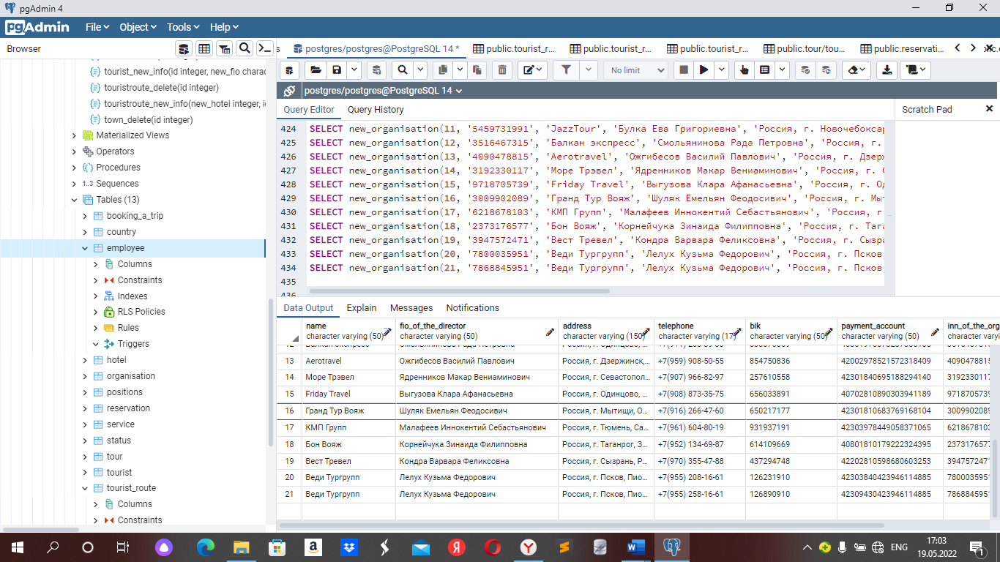 pgAdmin 4
pgAdmin File Object Tools Help
Browser
postgres/postgres@PostgreSQL 14 * public.tourist_r... public.tourist_r... public.tourist_r... public.tour/tou... public.reservati...
No limit
postgres/postgres@PostgreSQL 14
Query Editor Query History
Scratch Pad
tourist_new_info(id integer, new_fio charac
touristroute_delete(id integer)
touristroute_new_info(new_hotel integer, id
town_delete(id integer)
Materialized Views
Operators
Procedures
1..3 Sequences
Tables (13)
booking_a_trip
country
employee
Columns
Constraints
Indexes
RLS Policies
Rules
Triggers
hotel
organisation
positions
reservation
service
status
tour
tourist
tourist_route
Columns
Constraints
424 SELECT new_organisation(11, '5459731991', 'JazzTour', 'Булка Ева Григориевна', 'Россия, г. Новочебоксар
425 SELECT new_organisation(12, '3516467315', 'Балкан экспресс', 'Смольянинова Рада Петровна', 'Россия, г.
426 SELECT new_organisation(13, '4090478815', 'Aerotravel', 'Ожгибесов Василий Павлович', 'Россия, г. Дзерж
427 SELECT new_organisation(14, '3192330117', 'Море Трэвел', 'Ядренников Макар Вениаминович', 'Россия, г. С
428 SELECT new_organisation(15, '9718705739', 'Friday Travel', 'Выгузова Клара Афанасьевна', 'Россия, г. Од
429 SELECT new_organisation(16, '3009902089', 'Гранд Тур Вояж', 'Шуляк Емельян Феодосивич', 'Россия, г. Мыт
430 SELECT new_organisation(17, '6218678103', 'КМП Групп', 'Малафеев Иннокентий Себастьянович', 'Россия, г
431 SELECT new_organisation(18, '2373176577', 'Бон Вояж', 'Корнейчука Зинаида Филипповна', 'Россия, г. Тага
432 SELECT new_organisation(19, '3947572471', 'Вест Тревел', 'Кондра Варвара Феликсовна', 'Россия, г. Сызра
433 SELECT new_organisation(20, '7800035951', 'Веди Тургрупп', 'Лелух Кузьма Федорович', 'Россия, г. Псков,
434 SELECT new_organisation(21, '7868845951', 'Веди Тургрупп', 'Лелух Кузьма Федорович', 'Россия, г. Псков,
435
436
Data Output Explain Messages Notifications
name fio_of_the_director address telephone bik payment_account inn_of_the_org
character varying (50) character varying (50) character varying (150) character varying (17) character varying (50) character varying (50) character varyi
13 Aerotravel Ожгибесов Василий Павлович Россия, г. Дзержинск,... +7(959) 908-50-55 854750836 42002978521572318409 409047881
14 Море Трэвел Ядренников Макар Вениаминович Россия, г. Севастопол... +7(907) 966-82-97 257610558 42301840695188294140 319233011
15 Friday Travel Выгузова Клара Афанасьевна Россия, г. Одинцово, ... +7(908) 873-35-75 656033891 40702810890303941189 971870573
16 Гранд Тур Вояж Шуляк Емельян Феодосивич Россия, г. Мытищи, О... +7(916) 266-47-60 650217177 42301810683769168104 300990208
17 КМП Групп Малафеев Иннокентий Себастьянович Россия, г. Тюмень, Са... +7(961) 604-80-19 931937191 42303978449058371065 621867810
18 Бон Вояж Корнейчука Зинаида Филипповна Россия, г. Таганрог, З... +7(952) 134-69-87 614109669 40801810179222324395 237317657
19 Вест Тревел Кондра Варвара Феликсовна Россия, г. Сызрань, Р... +7(970) 355-47-88 437294748 42202810598680603253 394757247
20 Веди Тургрупп Лелух Кузьма Федорович Россия, г. Псков, Пио... +7(955) 208-16-61 126231910 42303840423946114885 780003595
21 Веди Тургрупп Лелух Кузьма Федорович Россия, г. Псков, Пио... +7(955) 258-16-61 126890910 42309430423946114885 786884595
ENG 17:03
19.05.2022